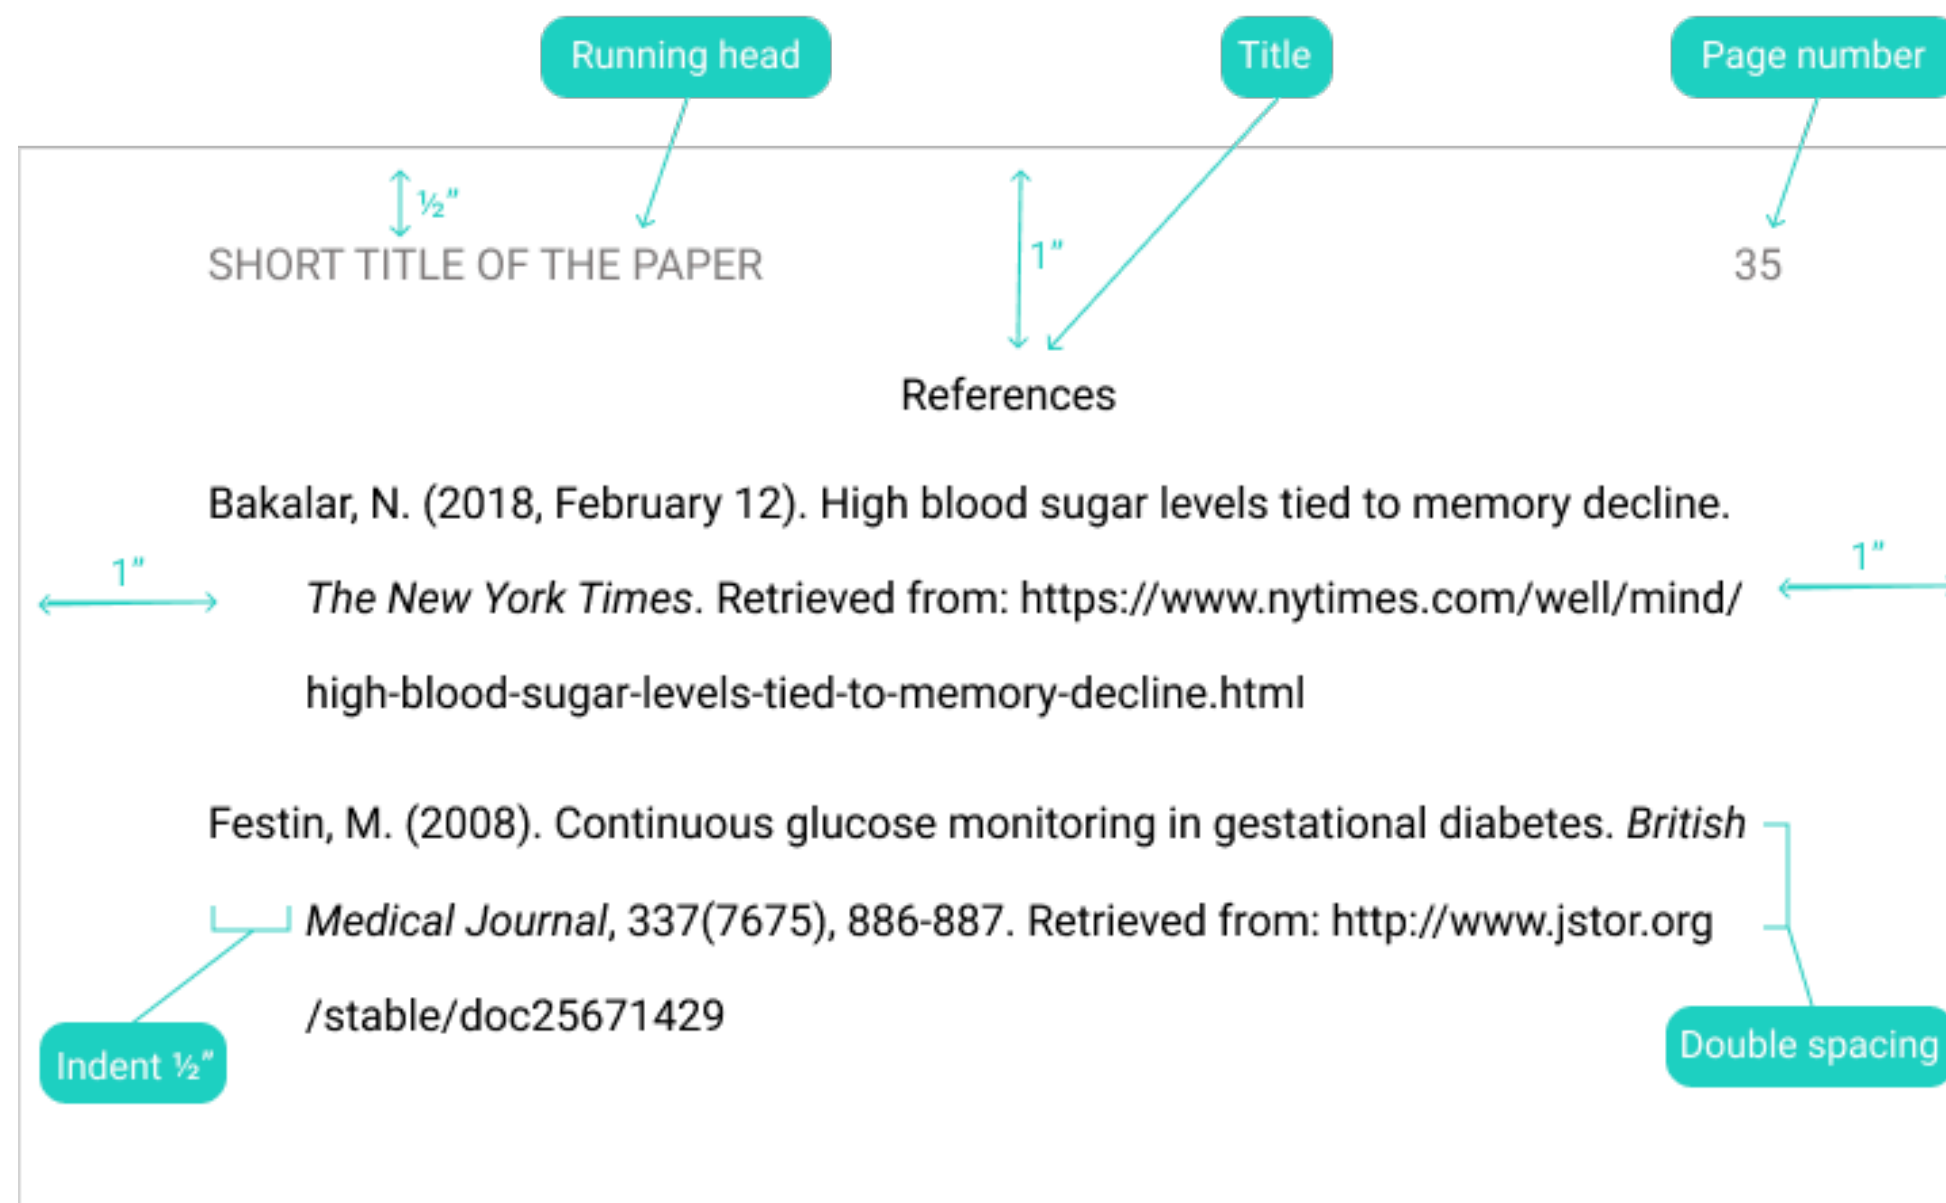 Running head Title Page number
½”
SHORT TITLE OF THE PAPER 1” 35
References
Bakalar, N. (2018, February 12). High blood sugar levels tied to memory decline.
1” 1”
The New York Times. Retrieved from: https://www.nytimes.com/well/mind/
high-blood-sugar-levels-tied-to-memory-decline.html
Festin, M. (2008). Continuous glucose monitoring in gestational diabetes. British
Medical Journal, 337(7675), 886-887. Retrieved from: http://www.jstor.org
/stable/doc25671429
Indent ½” Double spacing